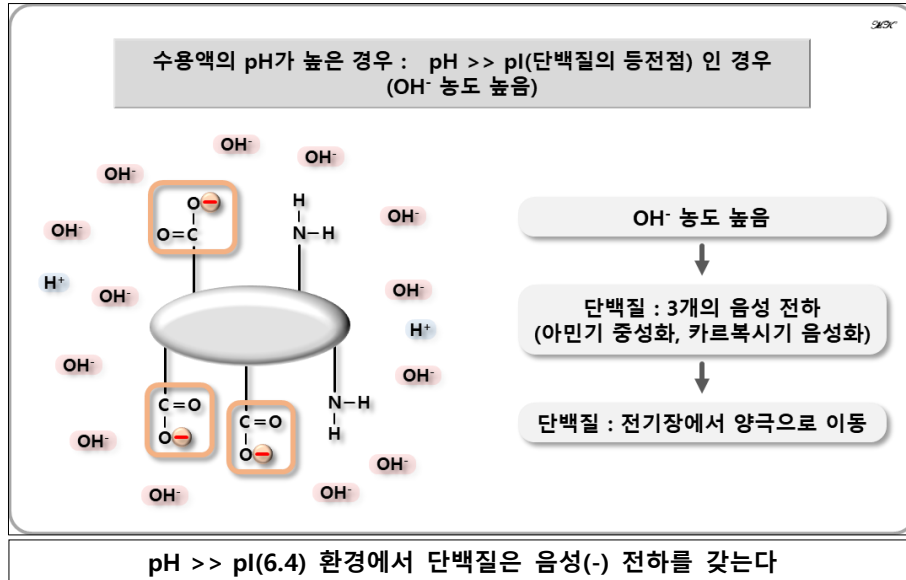 수용액의 pH가 높은 경우 : pH >> pI(단백질의 등전점) 인 경우
(OH⁻ 농도 높음)
OH⁻
OH⁻
OH⁻
OH⁻
OH⁻
OH⁻
H⁺
OH⁻
OH⁻
H⁺
OH⁻
OH⁻
OH⁻
OH⁻
OH⁻
OH⁻
O
O=C
H
N-H
C=O
O
C=O
O
N-H
H
OH⁻ 농도 높음
단백질 : 3개의 음성 전하
(아민기 중성화, 카르복시기 음성화)
단백질 : 전기장에서 양극으로 이동
pH >> pI(6.4) 환경에서 단백질은 음성(-) 전하를 갖는다